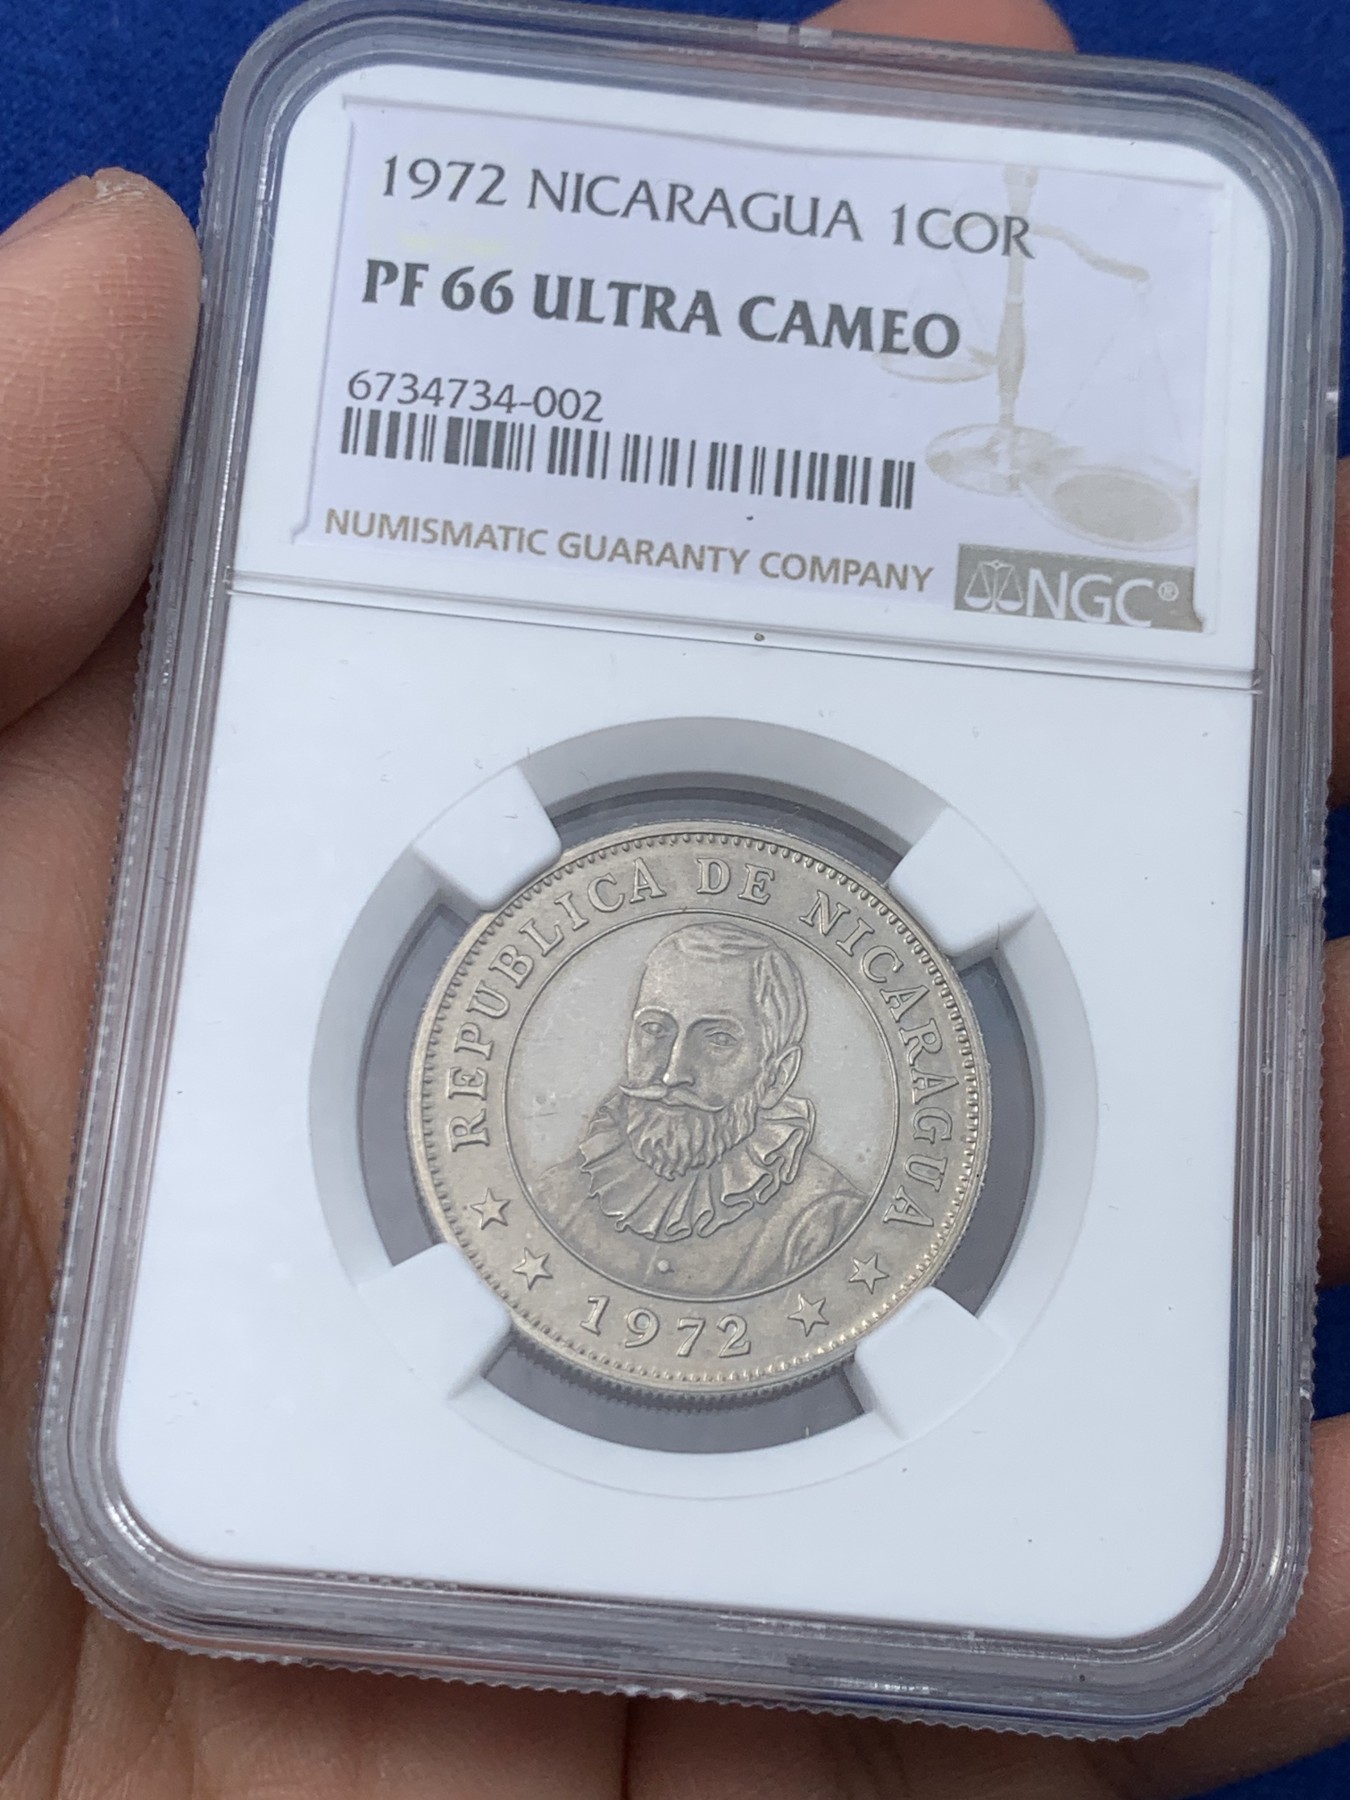 1972 NICARAGUA 1COR
PF 66 ULTRA CAMEO
6734734-002
NUMISMATIC GUARANTY COMPANY
NGC®
REPUBLICA DE NICARAGUA
1972